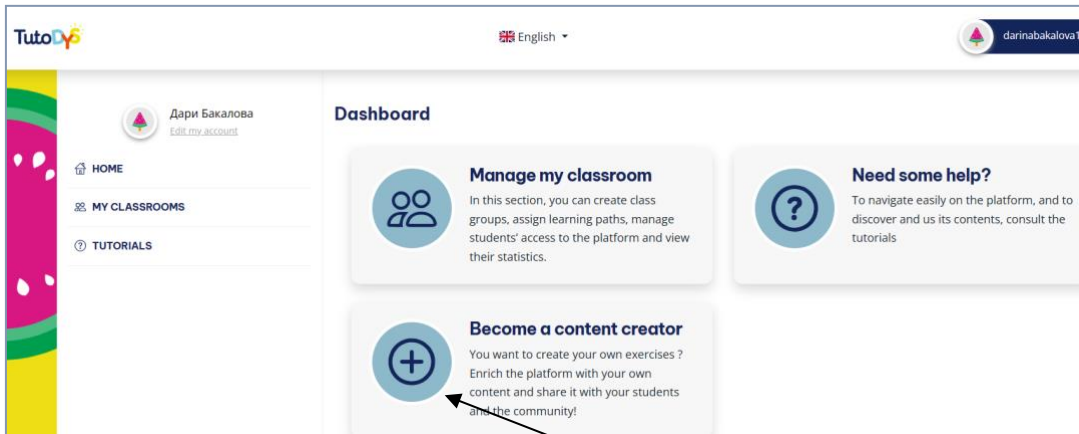 TutoDys
English
darinabakalova1
Дари Бакалова
Edit my account
HOME
MY CLASSROOMS
TUTORIALS
Dashboard
Manage my classroom
In this section, you can create class
groups, assign learning paths, manage
students' access to the platform and view
their statistics.
Need some help?
To navigate easily on the platform, and to
discover and us its contents, consult the
tutorials
Become a content creator
You want to create your own exercises ?
Enrich the platform with your own
content and share it with your students
and the community!